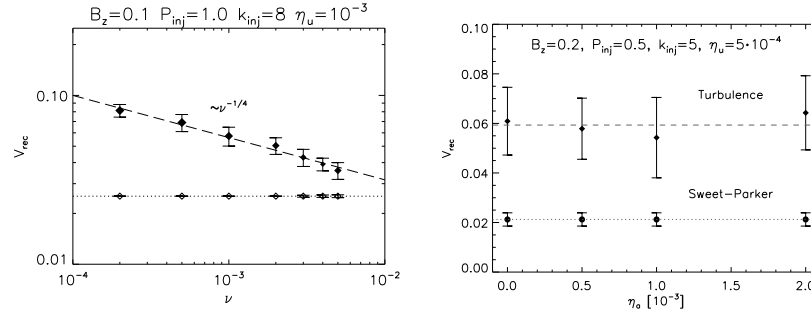 B_z=0.1 P_inj=1.0 k_inj=8 η_u=10^-3
0.10
0.01
V_rec
~ν^-1/4
10^-4
10^-3
10^-2
ν
B_z=0.2, P_inj=0.5, k_inj=5, η_u=5·10^-4
0.10
0.08
0.06
0.04
0.02
0.00
V_rec
Turbulence
Sweet-Parker
0.0
0.5
1.0
2.0
η_a [10^-3]